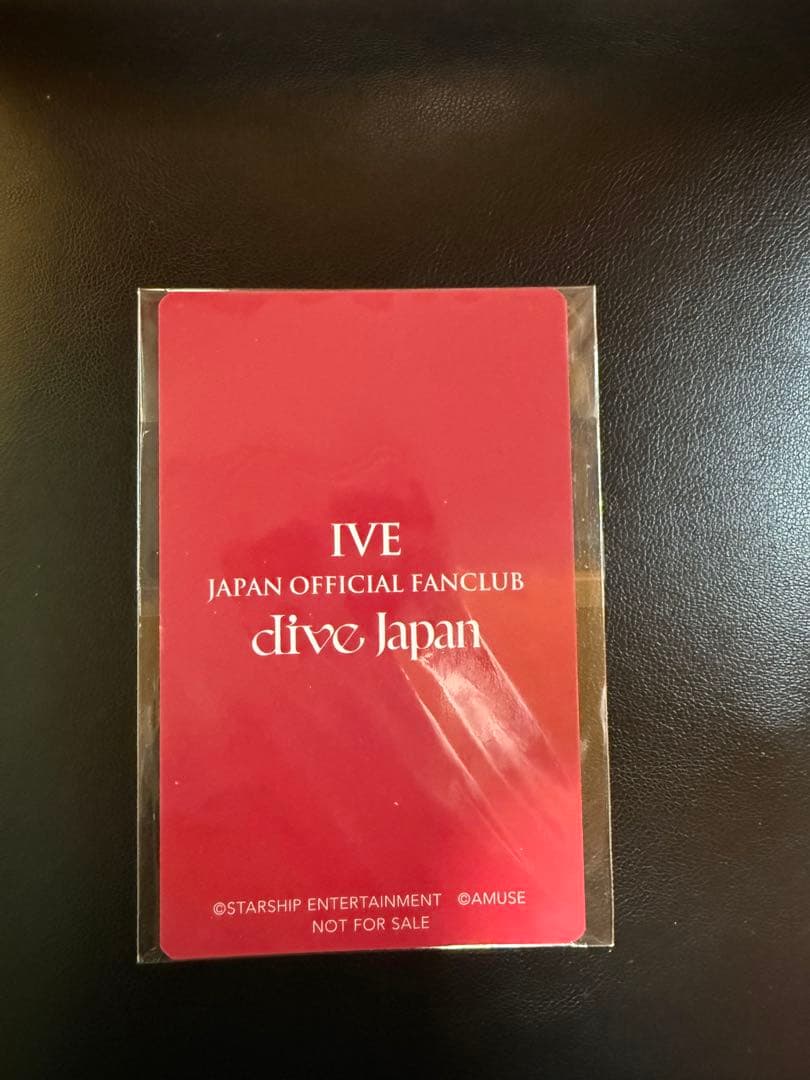 IVE
JAPAN OFFICIAL FANCLUB
dive Japan
©STARSHIP ENTERTAINMENT ©AMUSE
NOT FOR SALE